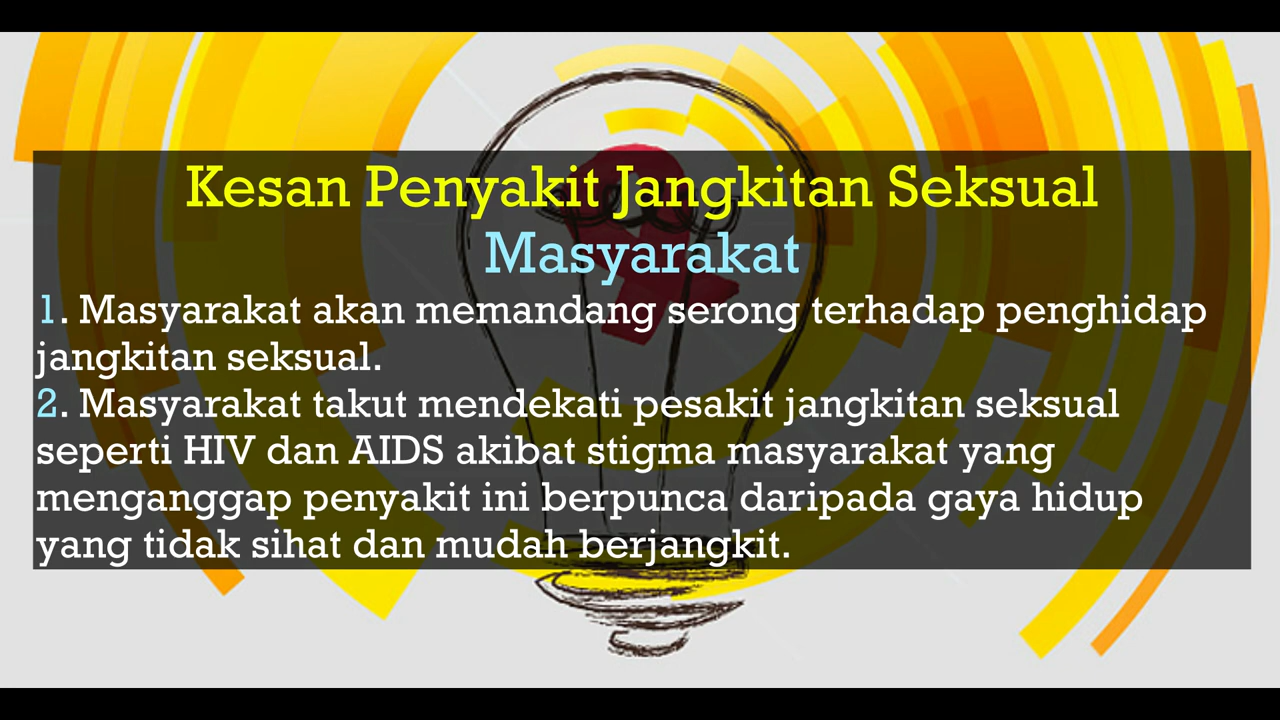 Kesan Penyakit Jangkitan Seksual
Masyarakat
1. Masyarakat akan memandang serong terhadap penghidap
jangkitan seksual.
2. Masyarakat takut mendekati pesakit jangkitan seksual
seperti HIV dan AIDS akibat stigma masyarakat yang
menganggap penyakit ini berpunca daripada gaya hidup
yang tidak sihat dan mudah berjangkit.